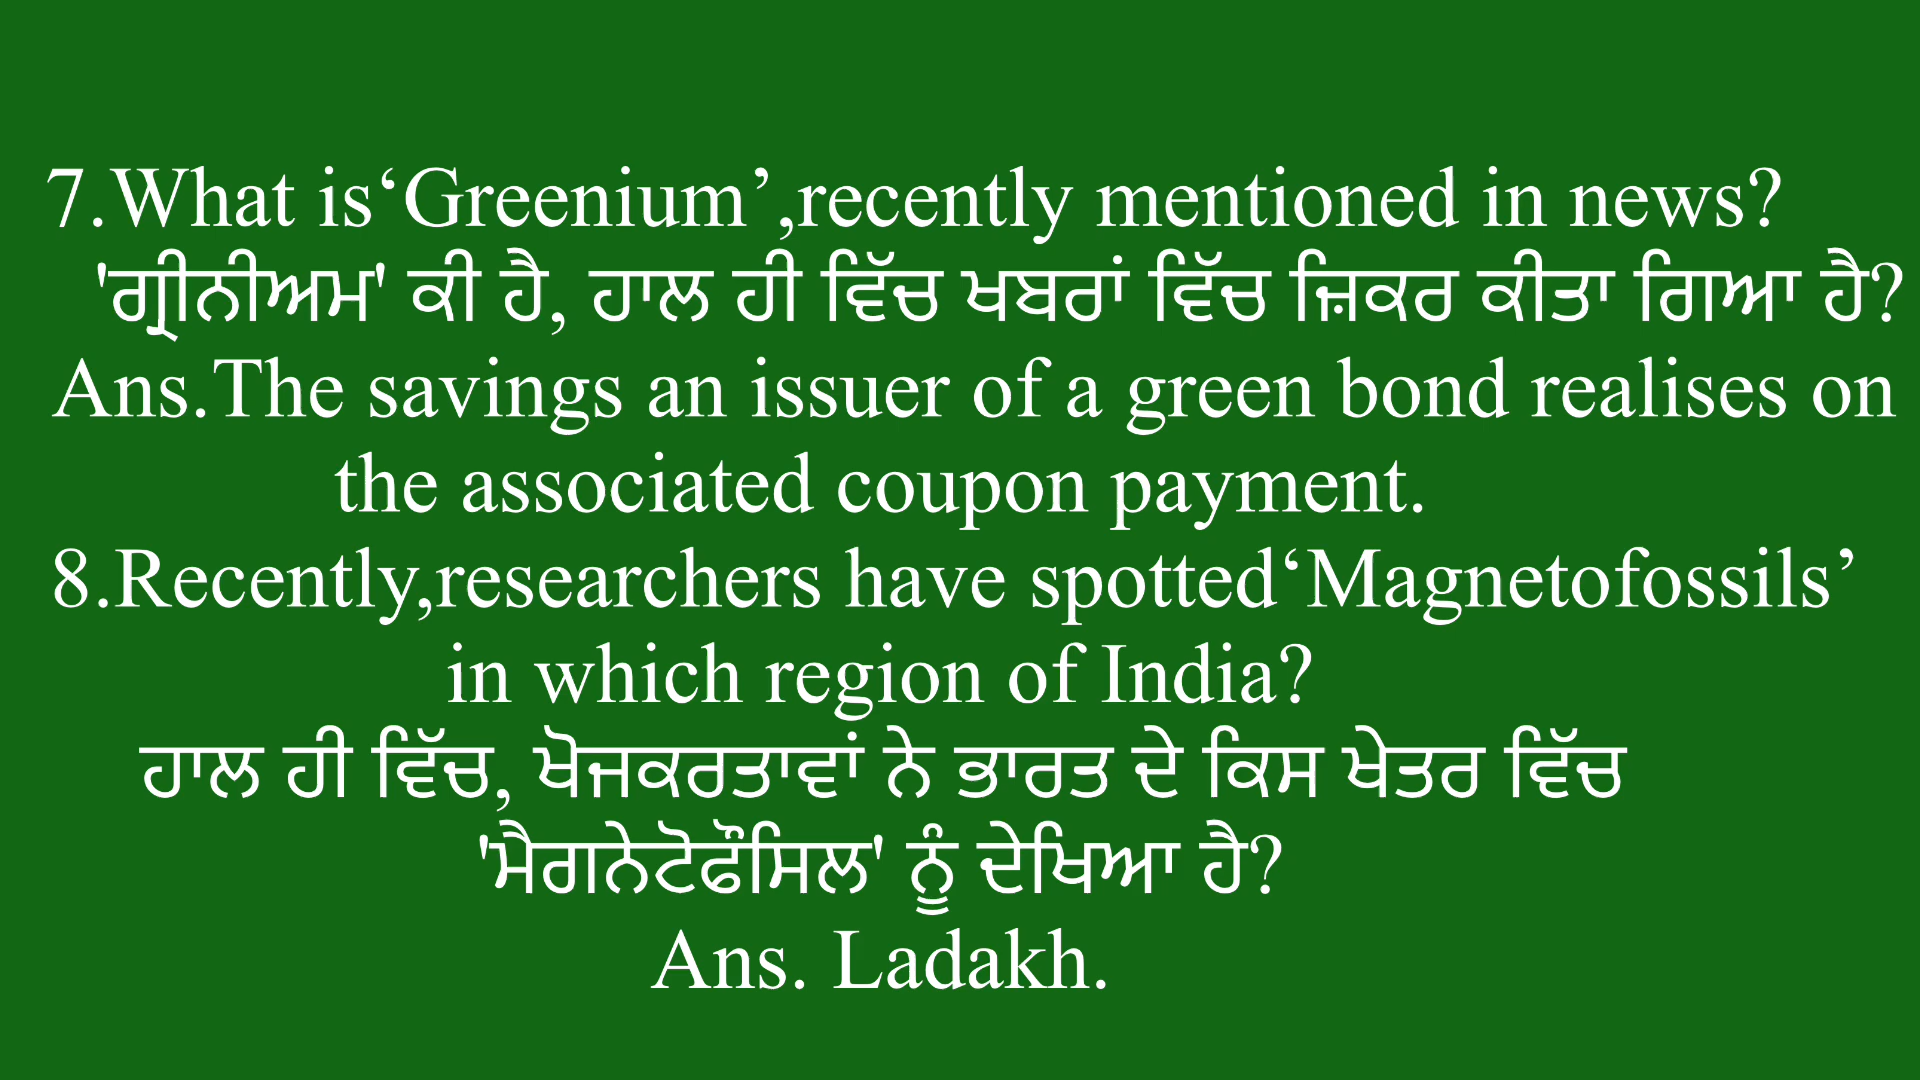 7.What is‘Greenium’,recently mentioned in news?
'ਗ੍ਰੀਨੀਅਮ' ਕੀ ਹੈ, ਹਾਲ ਹੀ ਵਿੱਚ ਖਬਰਾਂ ਵਿੱਚ ਜ਼ਿਕਰ ਕੀਤਾ ਗਿਆ ਹੈ?
Ans.The savings an issuer of a green bond realises on
the associated coupon payment.
8.Recently,researchers have spotted‘Magnetofossils’
in which region of India?
ਹਾਲ ਹੀ ਵਿੱਚ, ਖੋਜਕਰਤਾਵਾਂ ਨੇ ਭਾਰਤ ਦੇ ਕਿਸ ਖੇਤਰ ਵਿੱਚ
'ਮੈਗਨੇਟੋਫੌਸਿਲ' ਨੂੰ ਦੇਖਿਆ ਹੈ?
Ans. Ladakh.